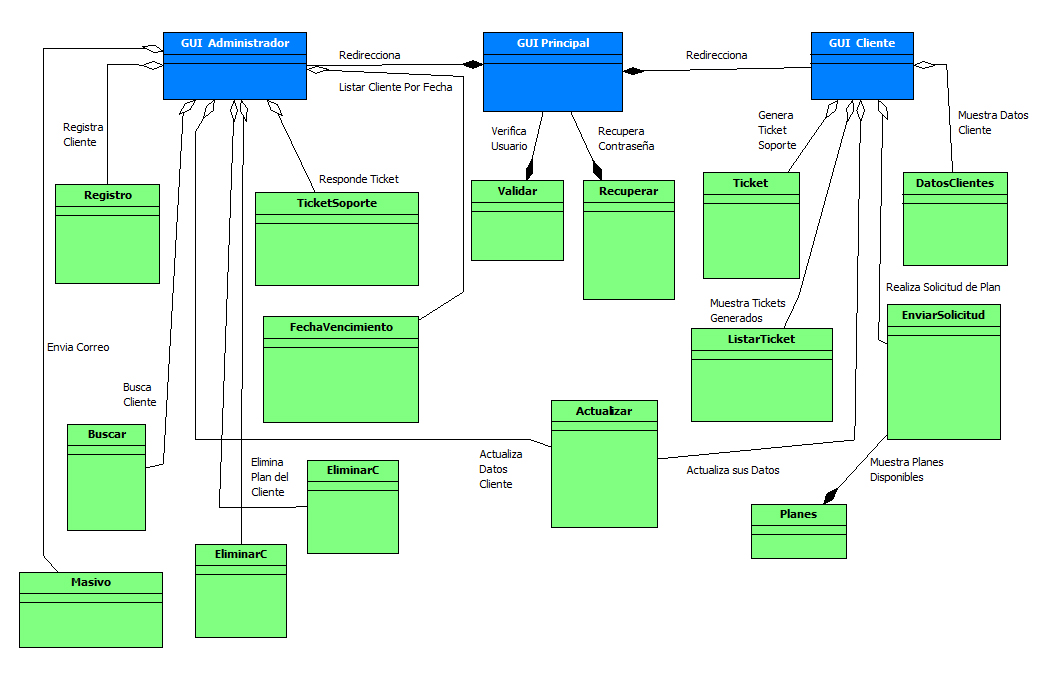 GUI Administrador
GUI Principal
GUI Cliente
Redirecciona
Redirecciona
Listar Cliente Por Fecha
Registra
Cliente
Verifica
Usuario
Recupera
Contraseña
Genera
Ticket
Soporte
Muestra Datos
Cliente
Responde Ticket
Registro
TicketSoporte
Validar
Recuperar
Ticket
DatosClientes
Realiza Solicitud de Plan
Muestra Tickets
Generados
EnviarSolicitud
FechaVencimiento
ListarTicket
Envia Correo
Busca
Cliente
Actualizar
Buscar
Elimina
Plan del
Cliente
EliminarC
Actualiza
Datos
Cliente
Actualiza sus Datos
Muestra Planes
Disponibles
Planes
EliminarC
Masivo